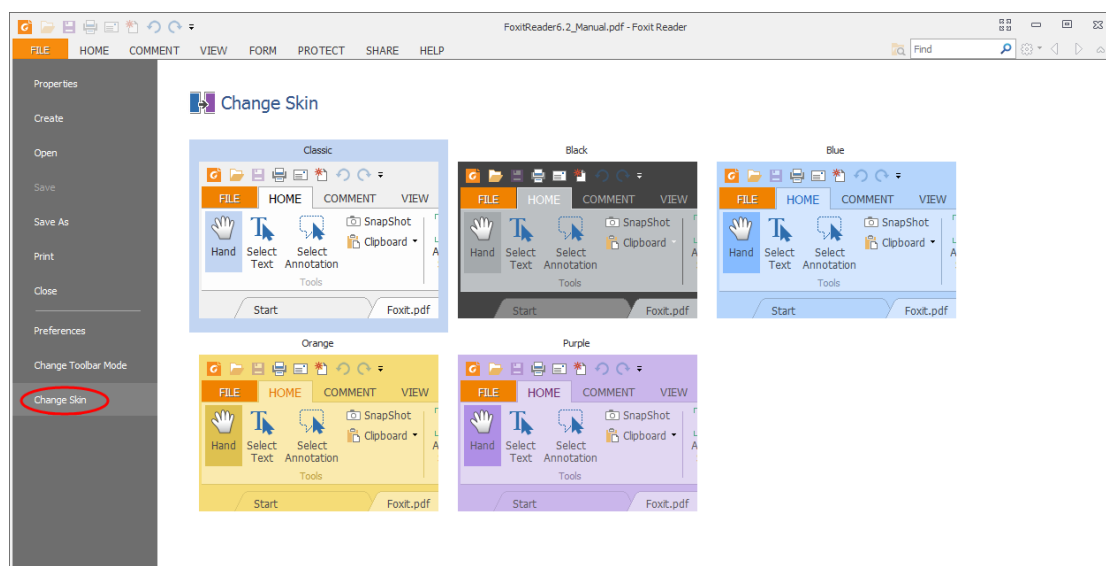 FoxitReader6.2_Manual.pdf - Foxit Reader
FILE HOME COMMENT VIEW FORM PROTECT SHARE HELP Find
Properties
Create
Open
Save
Save As
Print
Close
Preferences
Change Toolbar Mode
Change Skin
Change Skin
Classic
FILE HOME COMMENT VIEW
Hand
Select
Text
Select
Annotation
SnapShot
Clipboard
A
Tools
Start Foxit.pdf
Black
FILE HOME COMMENT VIEW
Hand
Select
Text
Select
Annotation
SnapShot
Clipboard
A
Tools
Start Foxit.pdf
Blue
FILE HOME COMMENT VIEW
Hand
Select
Text
Select
Annotation
SnapShot
Clipboard
A
Tools
Start Foxit.pdf
Orange
FILE HOME COMMENT VIEW
Hand
Select
Text
Select
Annotation
SnapShot
Clipboard
A
Tools
Start Foxit.pdf
Purple
FILE HOME COMMENT VIEW
Hand
Select
Text
Select
Annotation
SnapShot
Clipboard
A
Tools
Start Foxit.pdf